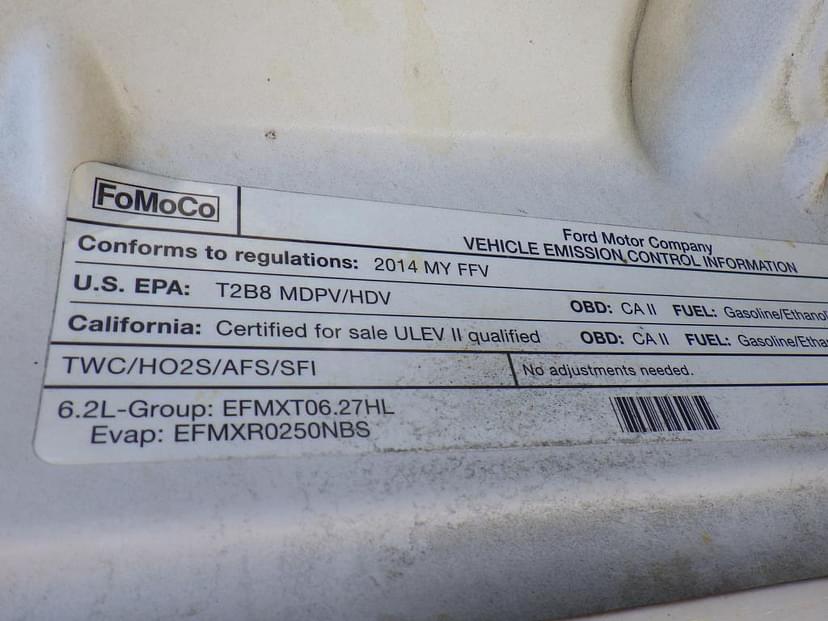 FoMoCo
Ford Motor Company
VEHICLE EMISSION CONTROL INFORMATION
Conforms to regulations: 2014 MY FFV
U.S. EPA: T2B8 MDPV/HDV OBD: CA II FUEL: Gasoline/Ethanol
California: Certified for sale ULEV II qualified OBD: CA II FUEL: Gasoline/Etha
TWC/HO2S/AFS/SFI No adjustments needed.
6.2L-Group: EFMXT06.27HL
Evap: EFMXR0250NBS